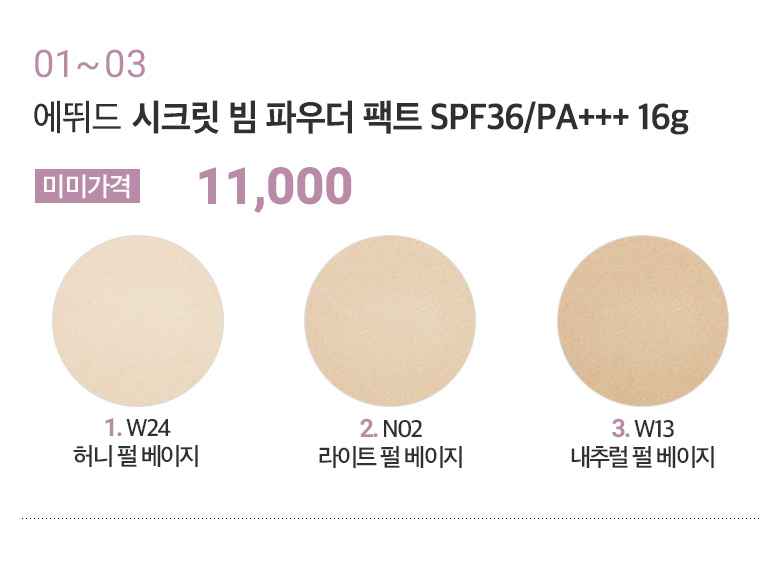 01~03
에뛰드 시크릿 빔 파우더 팩트 SPF36/PA+++ 16g
미미가격 11,000
1. W24
허니 펄 베이지
2. N02
라이트 펄 베이지
3. W13
내추럴 펄 베이지